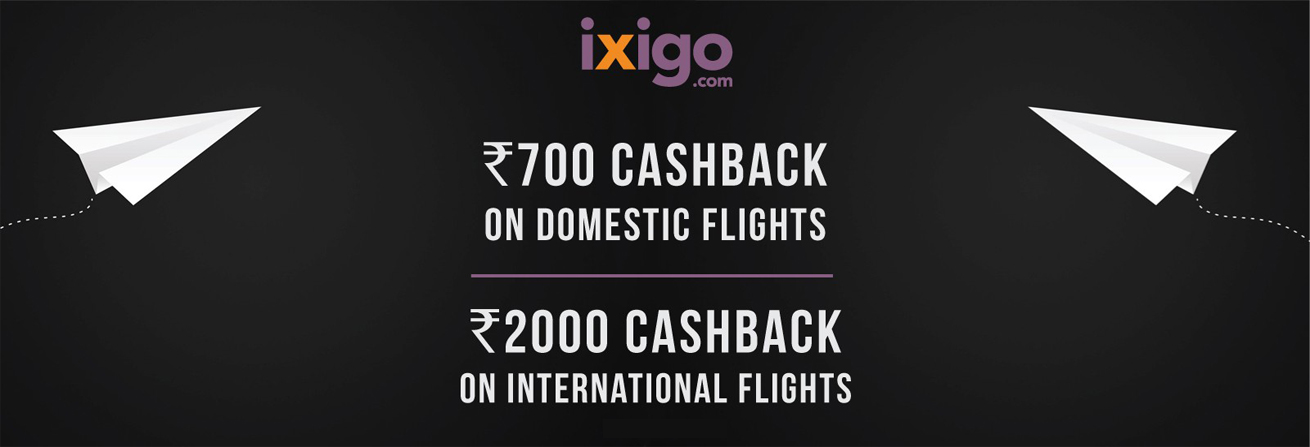 ixigo
.com
₹700 CASHBACK
ON DOMESTIC FLIGHTS
₹2000 CASHBACK
ON INTERNATIONAL FLIGHTS